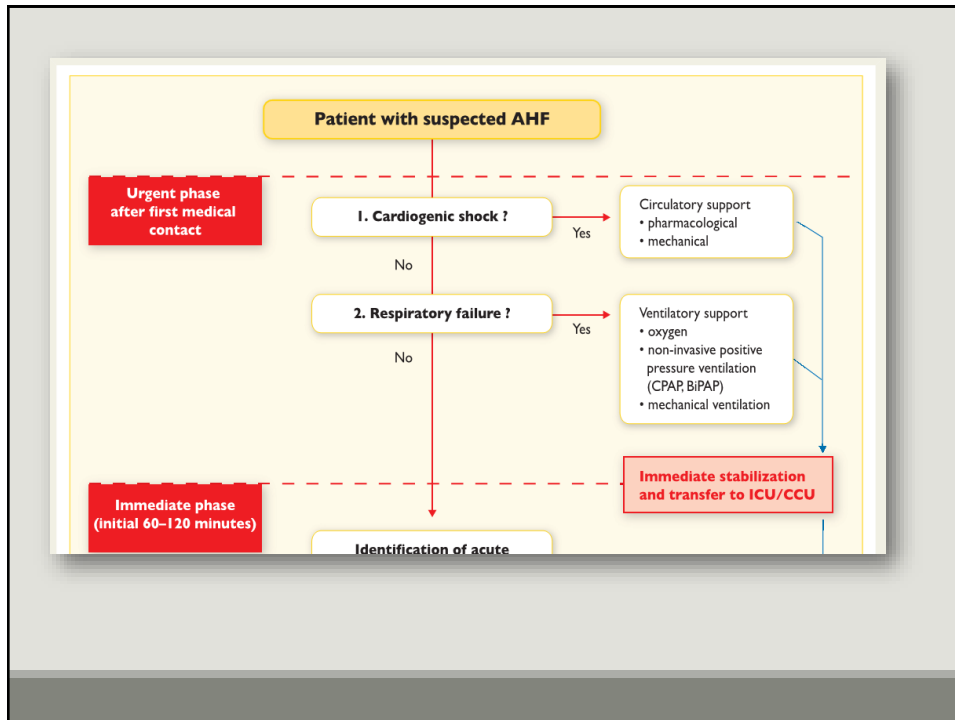 Patient with suspected AHF
Urgent phase
after first medical
contact
1. Cardiogenic shock ?
Yes
Circulatory support
• pharmacological
• mechanical
No
2. Respiratory failure ?
Yes
Ventilatory support
• oxygen
• non-invasive positive
pressure ventilation
(CPAP, BiPAP)
• mechanical ventilation
No
Immediate stabilization
and transfer to ICU/CCU
Immediate phase
(initial 60–120 minutes)
Identification of acute